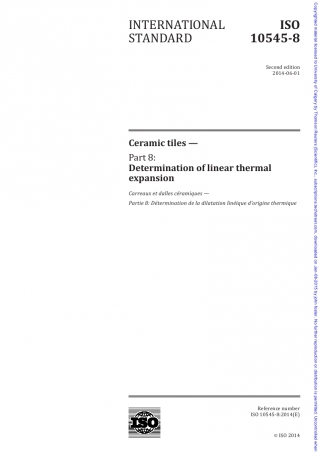 INTERNATIONAL
STANDARD
ISO
10545-8
Second edition
2014-06-01
Ceramic tiles —
Part 8:
Determination of linear thermal
expansion
Carreaux et dalles céramiques —
Partie 8: Détermination de la dilatation linéique d'origine thermique
Reference number
ISO 10545-8:2014(E)
ISO
© ISO 2014
Copyrighted material licensed to University of Calgary by Thomson Reuters (Scientific), Inc., subscriptions.techstreet.com, downloaded on Jan-09-2015 by
No further reproduction or distribution is permitted. Uncontrolled when